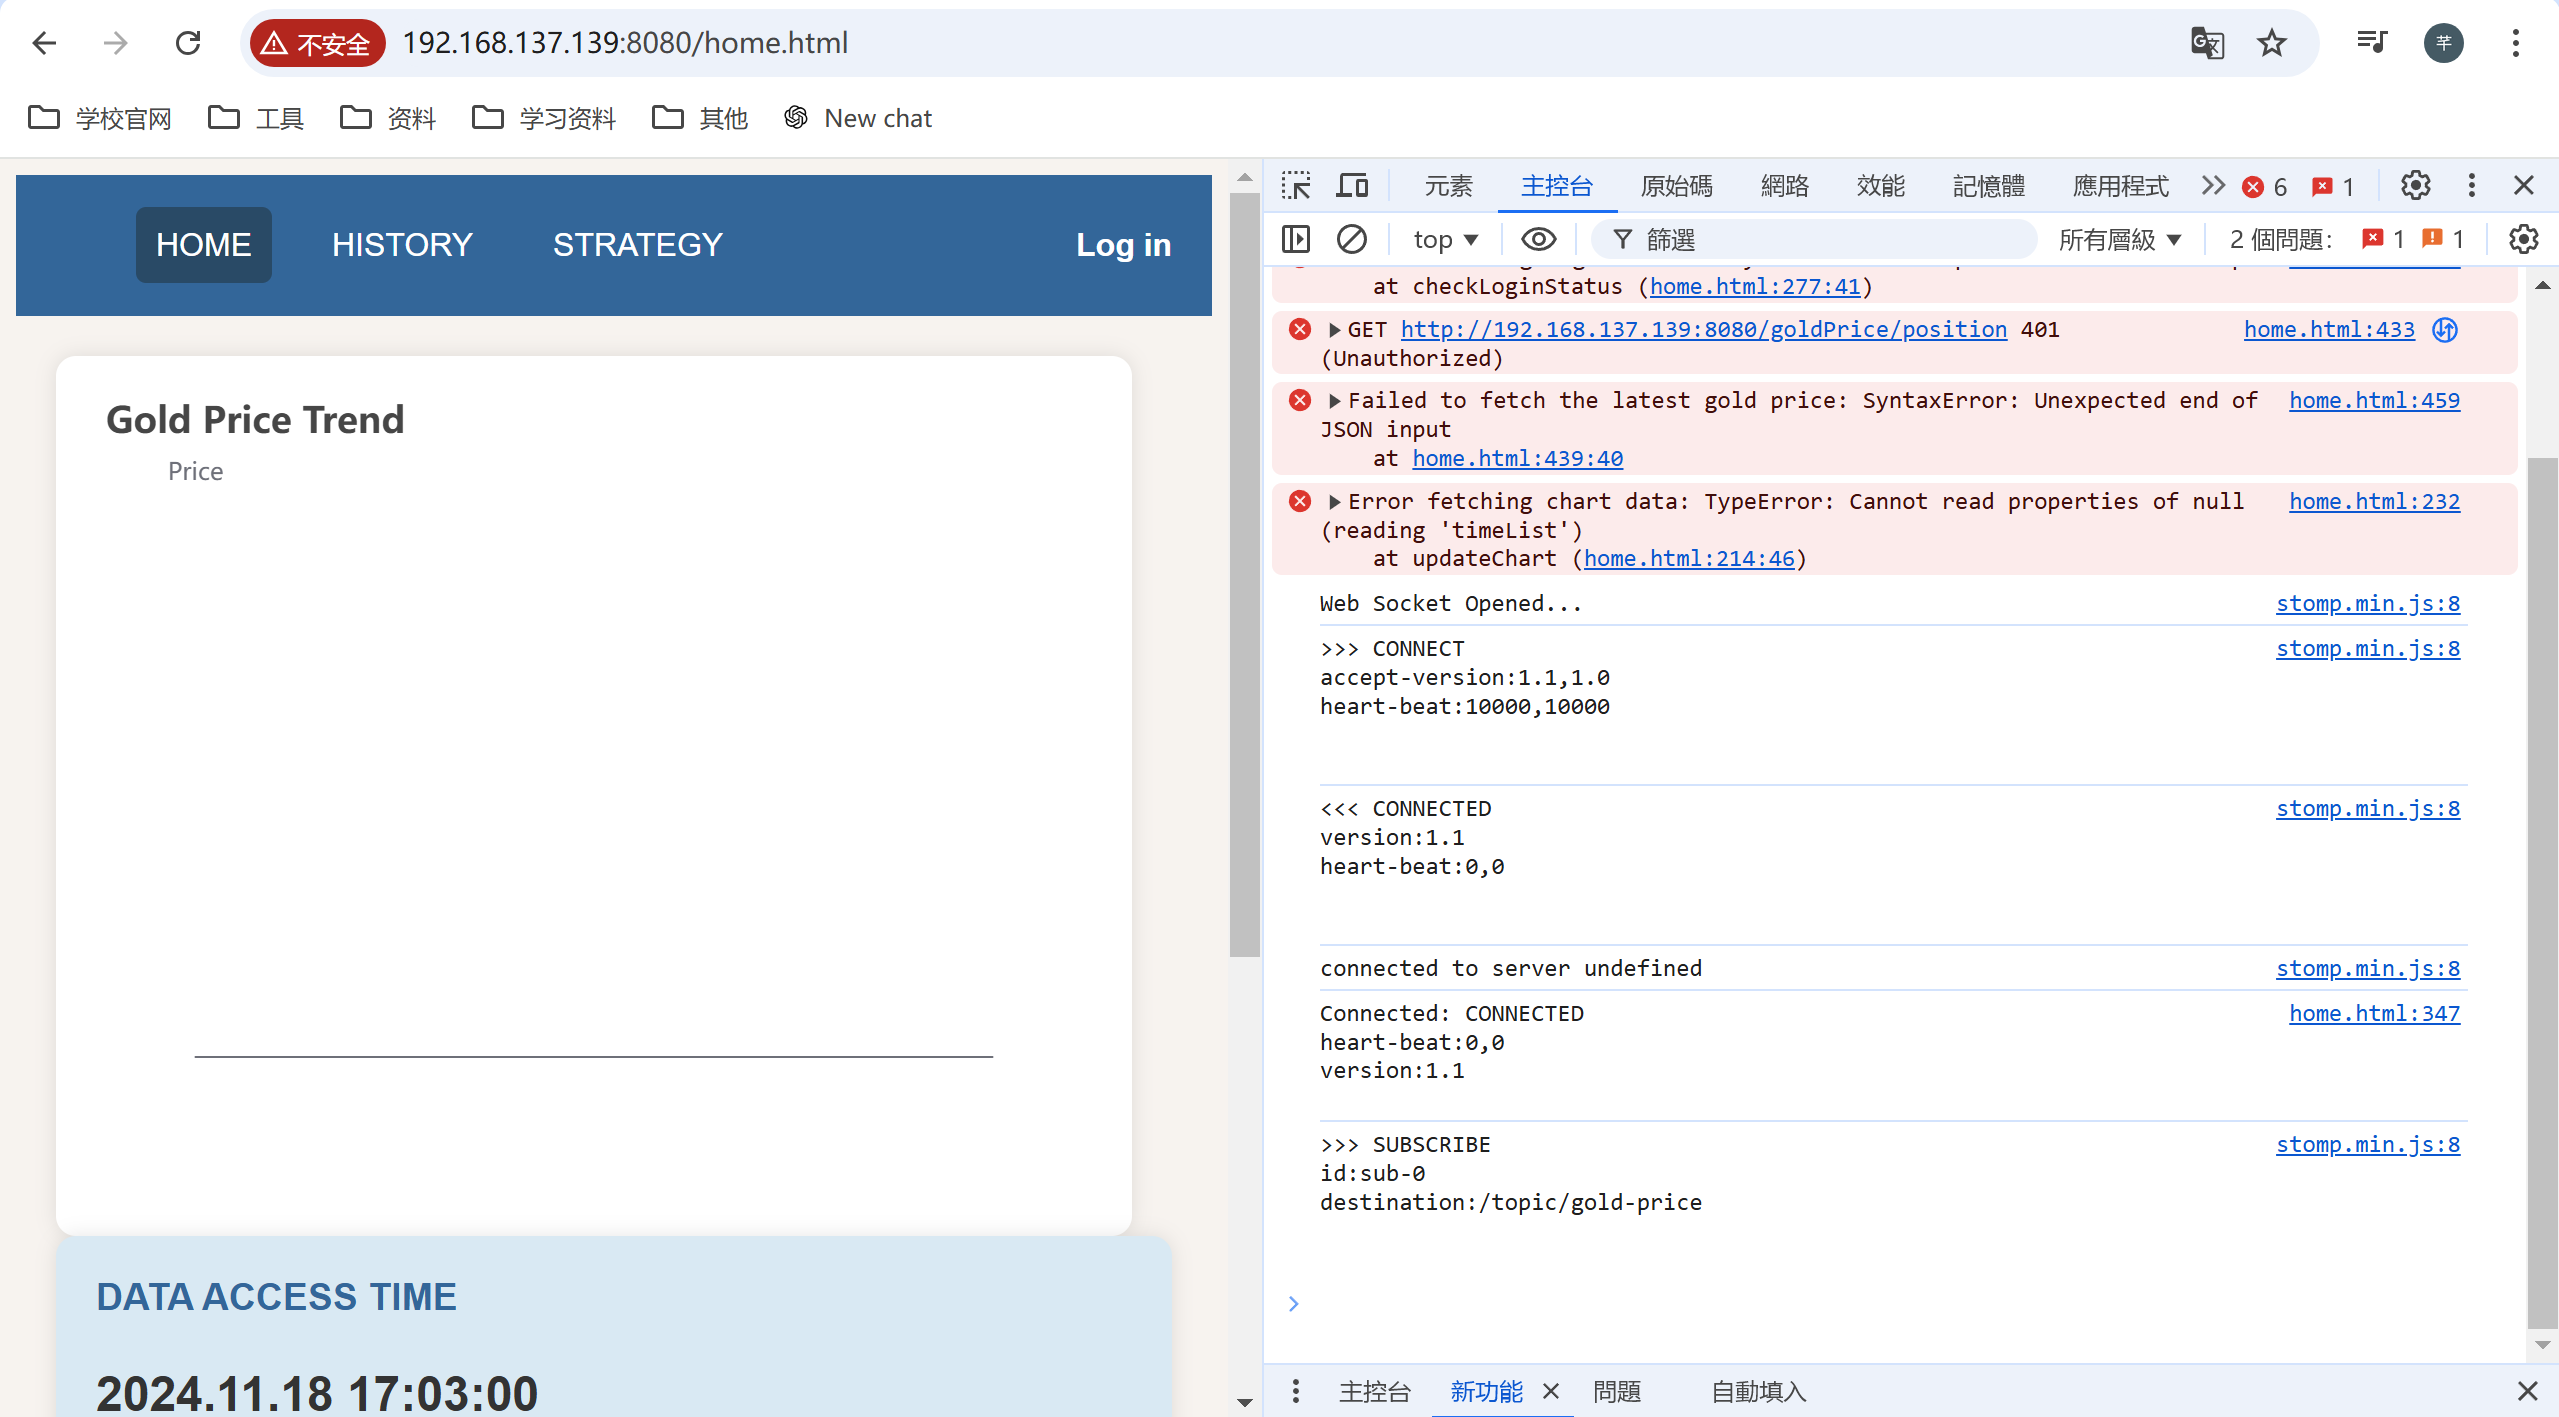 不安全 192.168.137.139:8080/home.html 芊
学校官网 工具 资料 学习资料 其他 New chat
HOME HISTORY STRATEGY Log in
Gold Price Trend
Price
DATA ACCESS TIME
2024.11.18 17:03:00
元素 主控台 原始碼 網路 效能 記憶體 應用程式 6 1
top 篩選 所有層級 2 個問題: 1 1
at checkLoginStatus (home.html:277:41)
GET http://192.168.137.139:8080/goldPrice/position 401 home.html:433
(Unauthorized)
Failed to fetch the latest gold price: SyntaxError: Unexpected end of home.html:459
JSON input
at home.html:439:40
Error fetching chart data: TypeError: Cannot read properties of null home.html:232
(reading 'timeList')
at updateChart (home.html:214:46)
Web Socket Opened... stomp.min.js:8
>>> CONNECT stomp.min.js:8
accept-version:1.1,1.0
heart-beat:10000,10000
<<< CONNECTED stomp.min.js:8
version:1.1
heart-beat:0,0
connected to server undefined stomp.min.js:8
Connected: CONNECTED home.html:347
heart-beat:0,0
version:1.1
>>> SUBSCRIBE stomp.min.js:8
id:sub-0
destination:/topic/gold-price
主控台 新功能 問題 自動填入